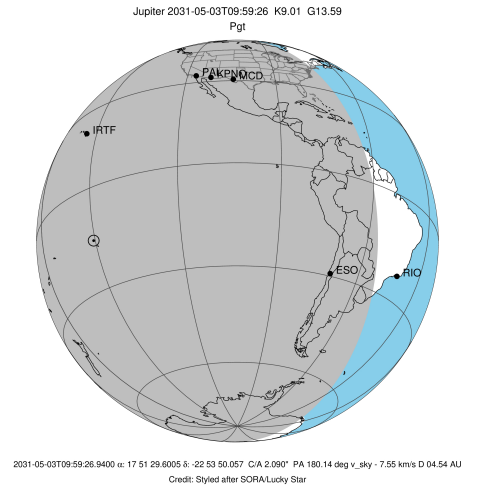 Jupiter 2031-05-03T09:59:26 K9.01 G13.59
Pgt
PAL
KPNO
MCD
IRTF
ESO
RIO
2031-05-03T09:59:26.9400 α: 17 51 29.6005 δ: -22 53 50.057 C/A 2.090" PA 180.14 deg v_sky - 7.55 km/s D 04.54 AU
Credit: Styled after SORA/Lucky Star